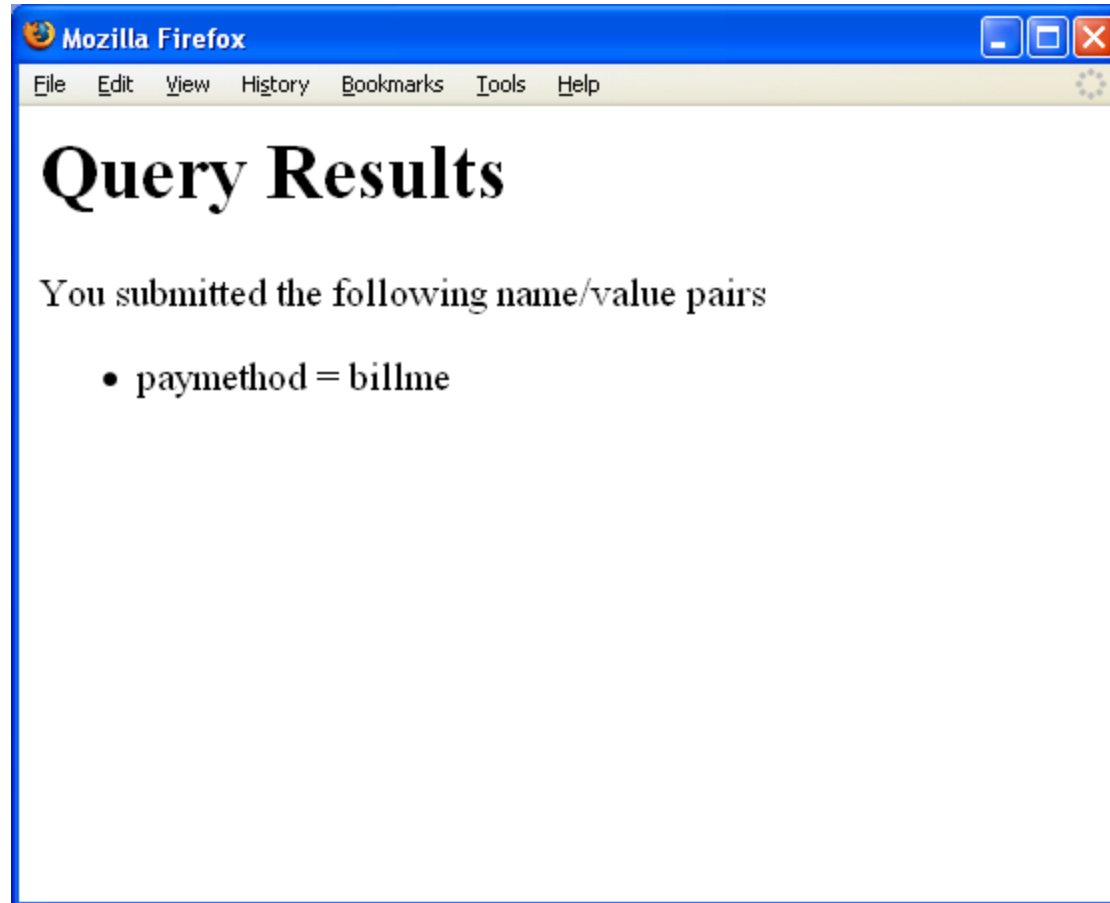 Mozilla Firefox
File Edit View History Bookmarks Tools Help
Query Results
You submitted the following name/value pairs
• paymethod = billme